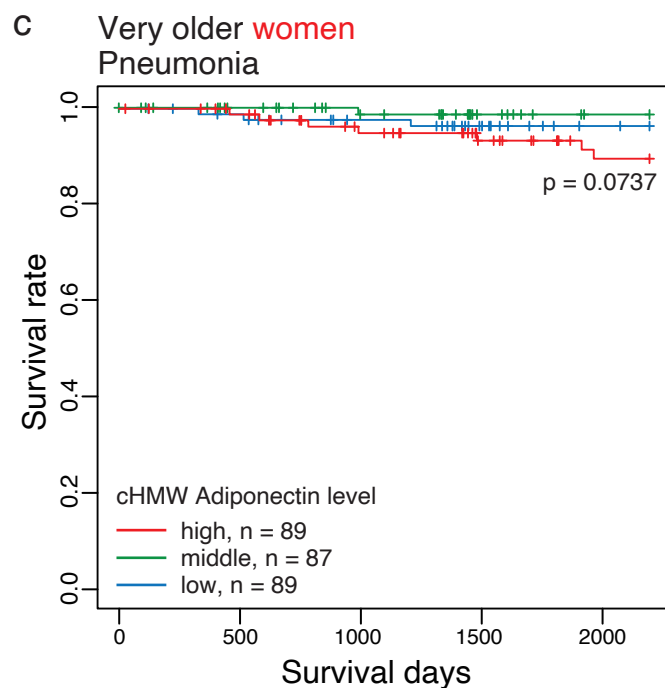 c
Very older women
Pneumonia
1.0
0.8
0.6
0.4
0.2
0.0
Survival rate
p = 0.0737
cHMW Adiponectin level
high, n = 89
middle, n = 87
low, n = 89
0 500 1000 1500 2000
Survival days